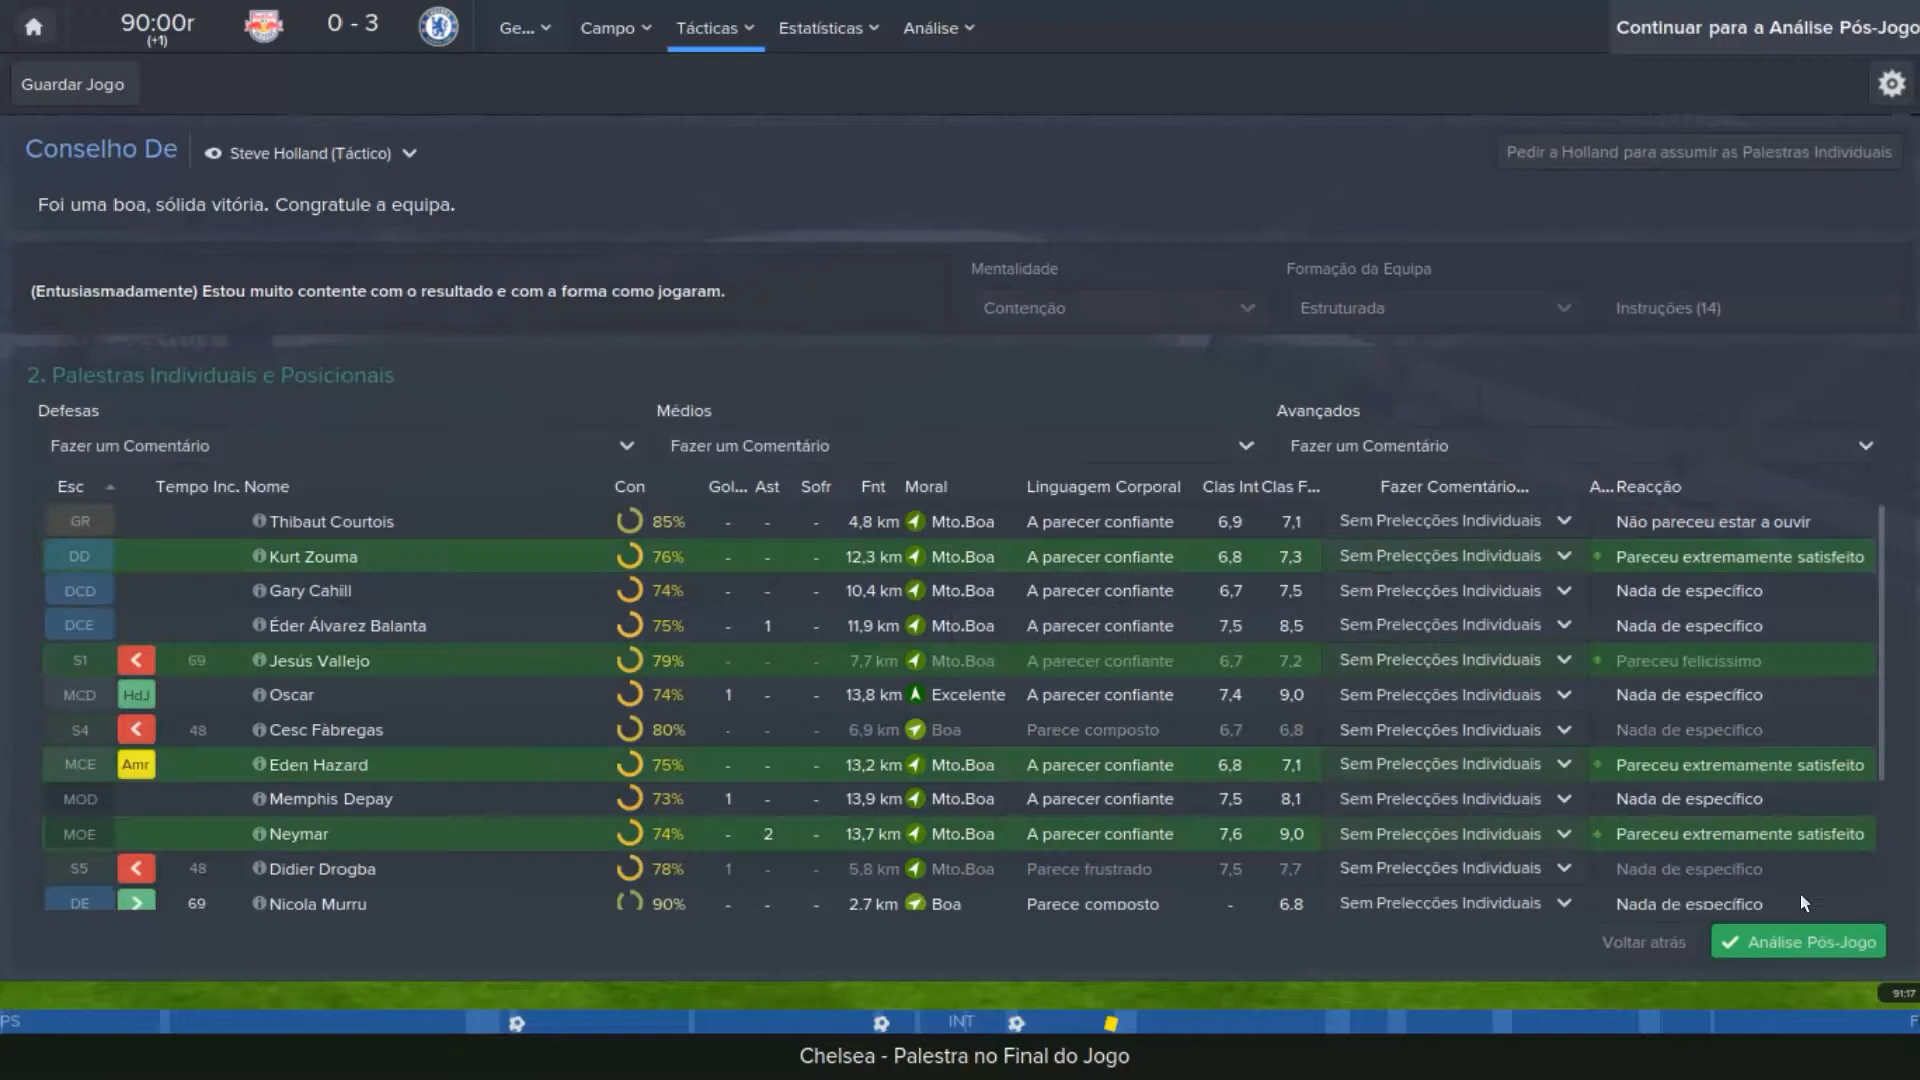 90:00r 0 - 3 Ge... Campo Tácticas Estatísticas Análise Continuar para a Análise Pós-Jogo
(+1)
Guardar Jogo
Conselho De Steve Holland (Táctico) Pedir a Holland para assumir as Palestras Individuais
Foi uma boa, sólida vitória. Congratule a equipa.
Mentalidade Formação da Equipa
(Entusiasmadamente) Estou muito contente com o resultado e com a forma como jogaram.
Contenção Estruturada Instruções (14)
2. Palestras Individuais e Posicionais
Defesas Médios Avançados
Fazer um Comentário Fazer um Comentário Fazer um Comentário
Esc Tempo Inc. Nome Con Gol... Ast Sofr Fnt Moral Linguagem Corporal Clas Int Clas F... Fazer Comentário... A... Reacção
GR Thibaut Courtois 85% - - - 4,8 km Mto.Boa A parecer confiante 6,9 7,1 Sem Prelecções Individuais Não pareceu estar a ouvir
DD Kurt Zouma 76% - - - 12,3 km Mto.Boa A parecer confiante 6,8 7,3 Sem Prelecções Individuais Pareceu extremamente satisfeito
DCD Gary Cahill 74% - - - 10,4 km Mto.Boa A parecer confiante 6,7 7,5 Sem Prelecções Individuais Nada de específico
DCE Éder Álvarez Balanta 75% - 1 - 11,9 km Mto.Boa A parecer confiante 7,5 8,5 Sem Prelecções Individuais Nada de específico
S1 69 Jesús Vallejo 79% - - - 7,7 km Mto.Boa A parecer confiante 6,7 7,2 Sem Prelecções Individuais Pareceu felicíssimo
MCD HdJ Oscar 74% 1 - - 13,8 km Excelente A parecer confiante 7,4 9,0 Sem Prelecções Individuais Nada de específico
S4 48 Cesc Fàbregas 80% - - - 6,9 km Boa Parece composto 6,7 6,8 Sem Prelecções Individuais Nada de específico
MCE Amr Eden Hazard 75% - - - 13,2 km Mto.Boa A parecer confiante 6,8 7,1 Sem Prelecções Individuais Pareceu extremamente satisfeito
MOD Memphis Depay 73% 1 - - 13,9 km Mto.Boa A parecer confiante 7,5 8,1 Sem Prelecções Individuais Nada de específico
MOE Neymar 74% - 2 - 13,7 km Mto.Boa A parecer confiante 7,6 9,0 Sem Prelecções Individuais Pareceu extremamente satisfeito
S5 48 Didier Drogba 78% 1 - - 5,8 km Mto.Boa Parece frustrado 7,5 7,7 Sem Prelecções Individuais Nada de específico
DE 69 Nicola Murru 90% - - - 2,7 km Boa Parece composto - 6,8 Sem Prelecções Individuais Nada de específico
Voltar atrás Análise Pós-Jogo
91:17
PS INT F
Chelsea - Palestra no Final do Jogo